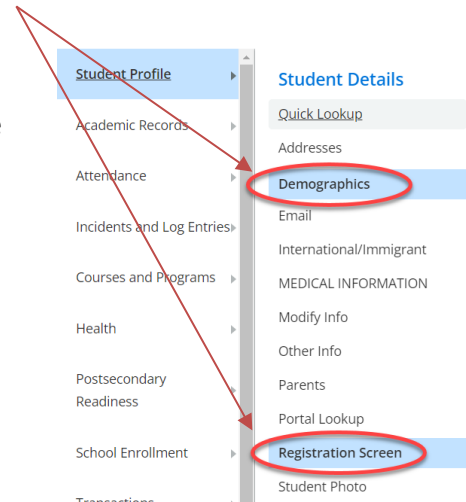 Student Profile
Academic Records
Attendance
Incidents and Log Entries
Courses and Programs
Health
Postsecondary
Readiness
School Enrollment
Transactions
Student Details
Quick Lookup
Addresses
Demographics
Email
International/Immigrant
MEDICAL INFORMATION
Modify Info
Other Info
Parents
Portal Lookup
Registration Screen
Student Photo